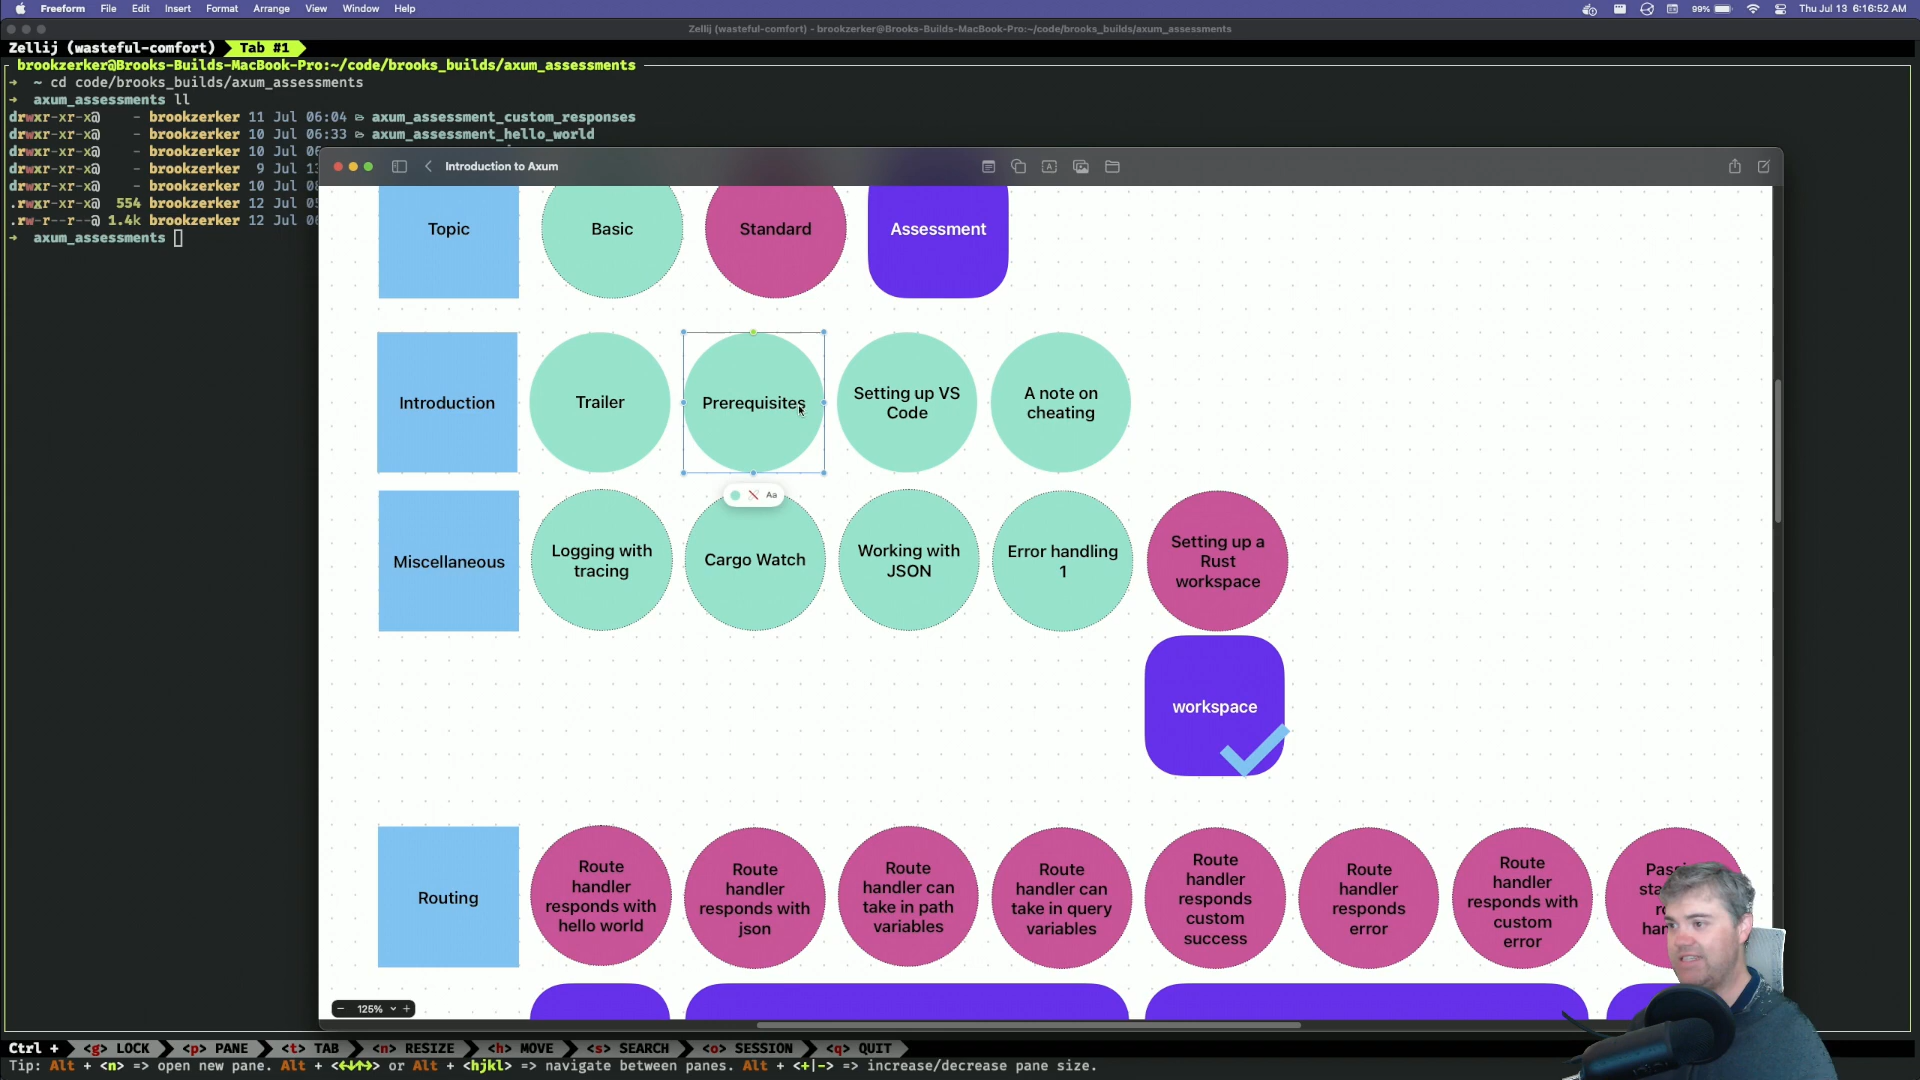 Freeform File Edit Insert Format Arrange View Window Help
99% Thu Jul 13 6:16:52 AM
Zellij (wasteful-comfort) - brookzerker@Brooks-Builds-MacBook-Pro:~/code/brooks_builds/axum_assessments
Zellij (wasteful-comfort) Tab #1
brookzerker@Brooks-Builds-MacBook-Pro:~/code/brooks_builds/axum_assessments
~ cd code/brooks_builds/axum_assessments
axum_assessments ll
drwxr-xr-x@ - brookzerker 11 Jul 06:04 axum_assessment_custom_responses
drwxr-xr-x@ - brookzerker 10 Jul 06:33 axum_assessment_hello_world
drwxr-xr-x@ - brookzerker 10 Jul
drwxr-xr-x@ - brookzerker 9 Jul
drwxr-xr-x@ - brookzerker 10 Jul
.rwxr-xr-x@ 554 brookzerker 12 Jul
.rw-r--r--@ 1.4k brookzerker 12 Jul
axum_assessments
Introduction to Axum
Topic
Basic
Standard
Assessment
Introduction
Trailer
Prerequisites
Setting up VS
Code
A note on
cheating
Aa
Miscellaneous
Logging with
tracing
Cargo Watch
Working with
JSON
Error handling
1
Setting up a
Rust
workspace
workspace
Routing
Route
handler
responds with
hello world
Route
handler
responds with
json
Route
handler can
take in path
variables
Route
handler can
take in query
variables
Route
handler
responds
custom
success
Route
handler
responds
error
Route
handler
responds with
custom
error
125%
Ctrl + <g> LOCK <p> PANE <t> TAB <n> RESIZE <h> MOVE <s> SEARCH <o> SESSION <q> QUIT
Tip: Alt + <n> => open new pane. Alt + <←↓↑→> or Alt + <hjkl> => navigate between panes. Alt + <+|-> => increase/decrease pane size.